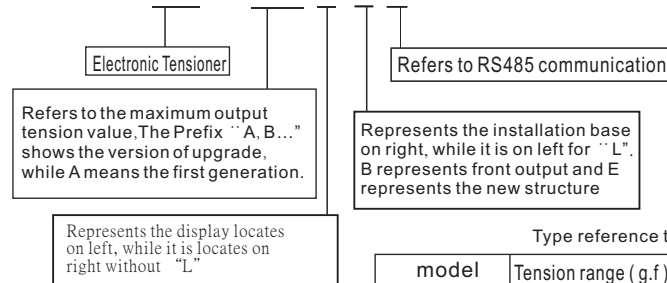 Electronic Tensioner
Refers to RS485 communication
Refers to the maximum output
tension value,The Prefix ¨A, B...”
shows the version of upgrade,
while A means the first generation.
Represents the installation base
on right, while it is on left for ¨L”.
B represents front output and E
represents the new structure
Represents the display locates
on left, while it is locates on
right without “L”
Type reference t
model Tension range ( g.f )